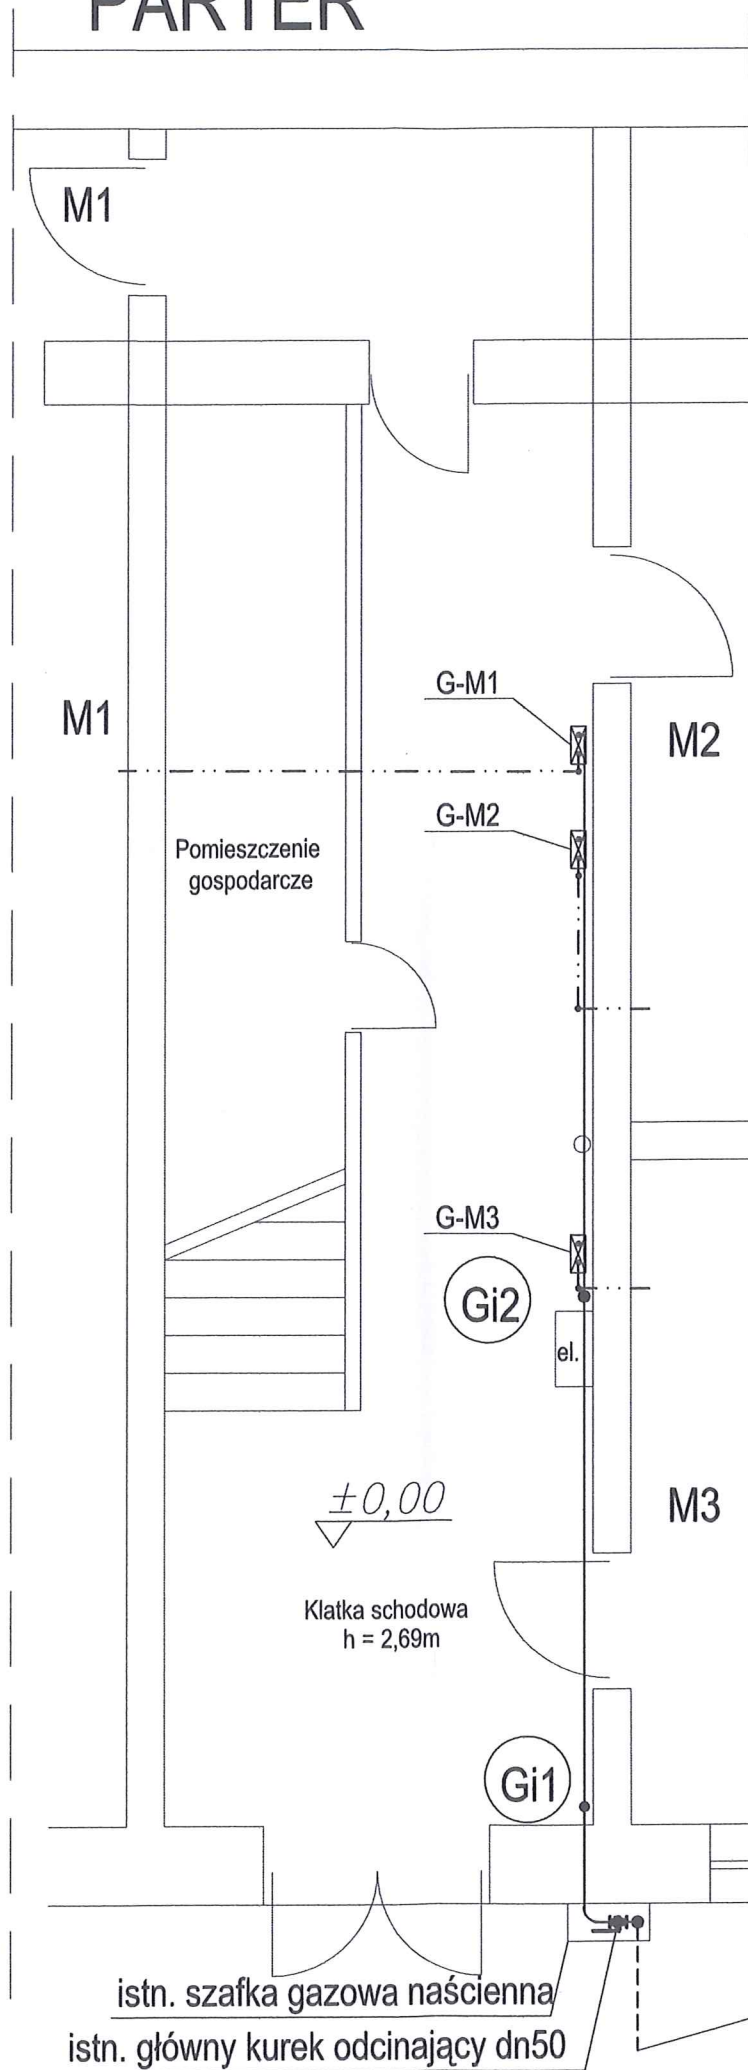 PARTER
M1
G-M1
M1
M2
G-M2
Pomieszczenie
gospodarcze
G-M3
Gi2
el.
±0,00
M3
Klatka schodowa
h = 2,69m
Gi1
istn. szafka gazowa naścienna
istn. główny kurek odcinający dn50